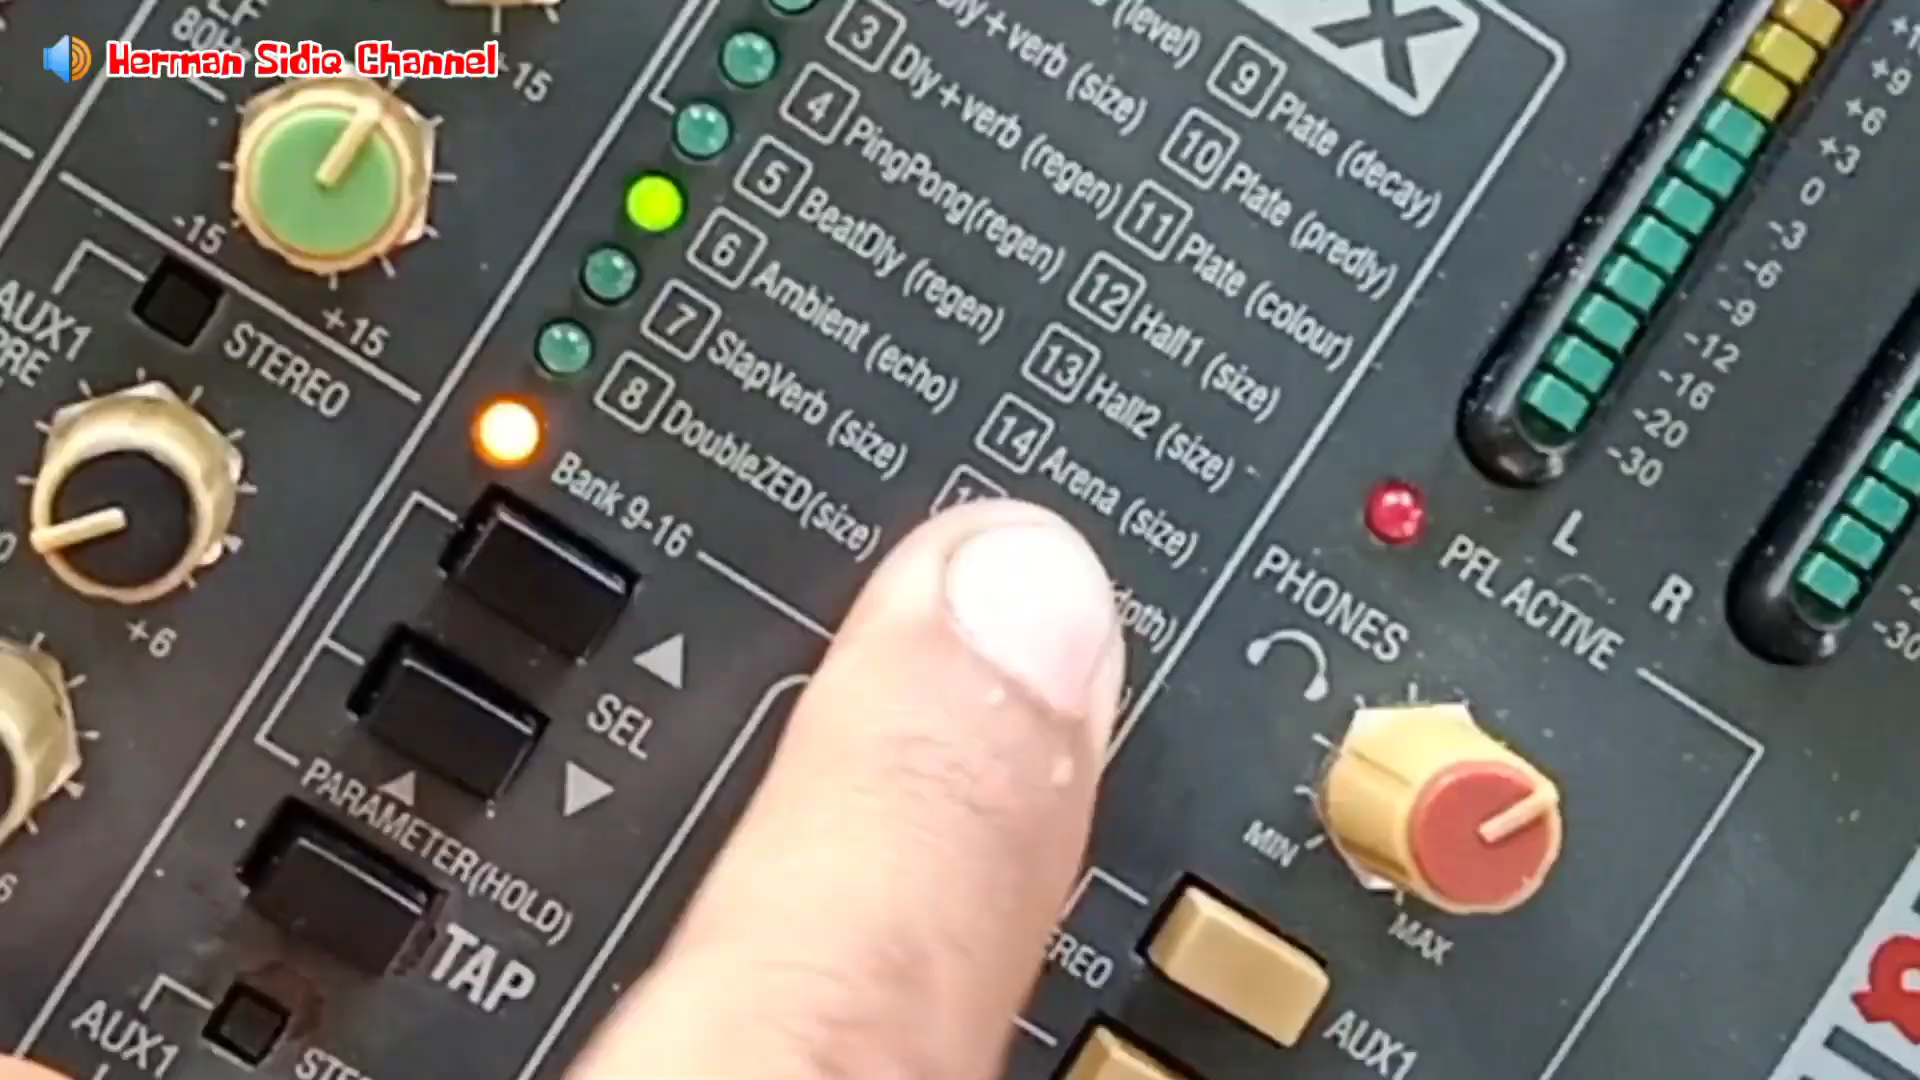 Herman Sidiq Channel
80H
-15
+15
+15
STEREO
AUX1
PRE
+6
(level)
Dly+verb (size)
3 Dly+verb (regen)
4 PingPong(regen)
5 BeatDly (regen)
6 Ambient (echo)
7 SlapVerb (size)
8 DoubleZED(size)
Bank 9-16
9 Plate (decay)
10 Plate (predly)
11 Plate (colour)
12 Hall1 (size)
13 Hall2 (size)
14 Arena (size)
X
SEL
PARAMETER(HOLD)
TAP
AUX1
+9
+6
+3
0
-3
-6
-9
-12
-16
-20
-30
L
R
-30
PFL ACTIVE
PHONES
MIN
MAX
AUX1